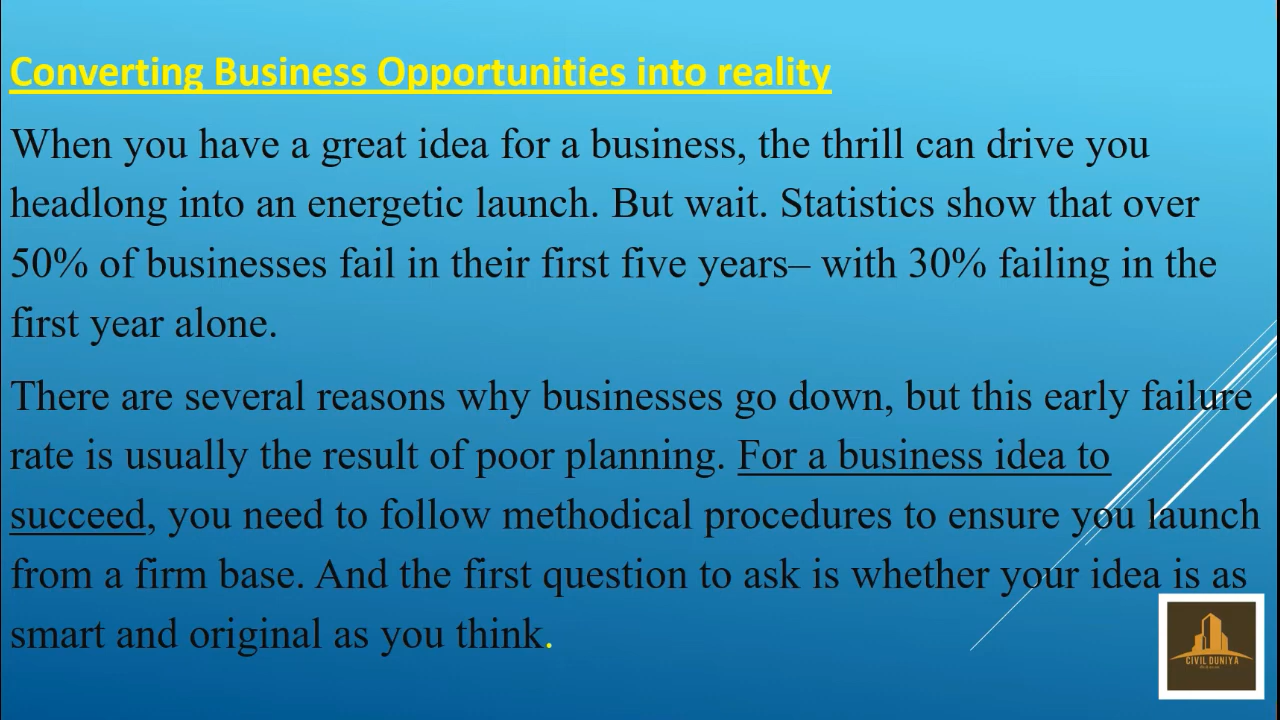 Converting Business Opportunities into reality
When you have a great idea for a business, the thrill can drive you
headlong into an energetic launch. But wait. Statistics show that over
50% of businesses fail in their first five years– with 30% failing in the
first year alone.
There are several reasons why businesses go down, but this early failure
rate is usually the result of poor planning. For a business idea to
succeed, you need to follow methodical procedures to ensure you launch
from a firm base. And the first question to ask is whether your idea is as
smart and original as you think.
CIVIL DUNIYA